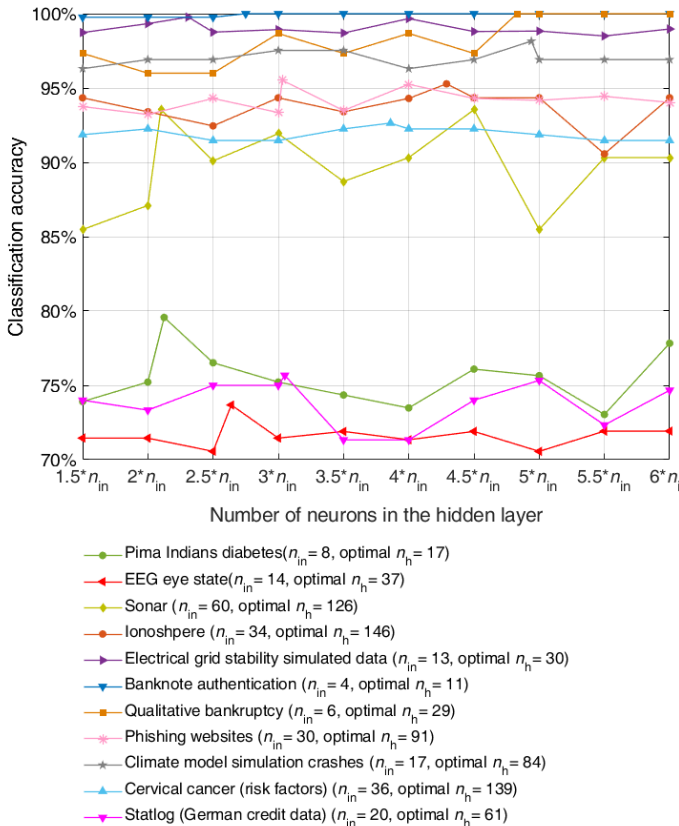 100%
95%
90%
85%
80%
75%
70%
Classification accuracy
1.5*n_in 2*n_in 2.5*n_in 3*n_in 3.5*n_in 4*n_in 4.5*n_in 5*n_in 5.5*n_in 6*n_in
Number of neurons in the hidden layer
Pima Indians diabetes(n_in = 8, optimal n_h = 17)
EEG eye state(n_in = 14, optimal n_h = 37)
Sonar (n_in = 60, optimal n_h = 126)
Ionoshpere (n_in = 34, optimal n_h = 146)
Electrical grid stability simulated data (n_in = 13, optimal n_h = 30)
Banknote authentication (n_in = 4, optimal n_h = 11)
Qualitative bankruptcy (n_in = 6, optimal n_h = 29)
Phishing websites (n_in = 30, optimal n_h = 91)
Climate model simulation crashes (n_in = 17, optimal n_h = 84)
Cervical cancer (risk factors) (n_in = 36, optimal n_h = 139)
Statlog (German credit data) (n_in = 20, optimal n_h = 61)